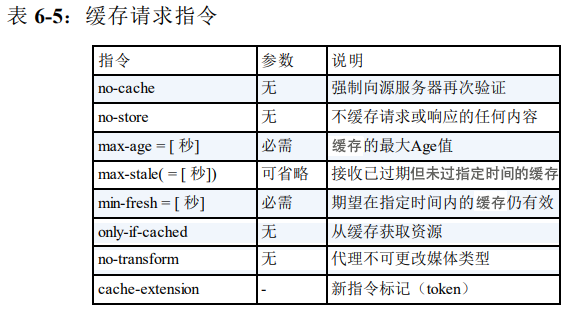 表 6-5：缓存请求指令
指令 参数 说明
no-cache 无 强制向源服务器再次验证
no-store 无 不缓存请求或响应的任何内容
max-age = [ 秒] 必需 缓存的最大Age值
max-stale( = [ 秒]) 可省略 接收已过期但未过指定时间的缓存
min-fresh = [ 秒] 必需 期望在指定时间内的缓存仍有效
only-if-cached 无 从缓存获取资源
no-transform 无 代理不可更改媒体类型
cache-extension - 新指令标记（token）